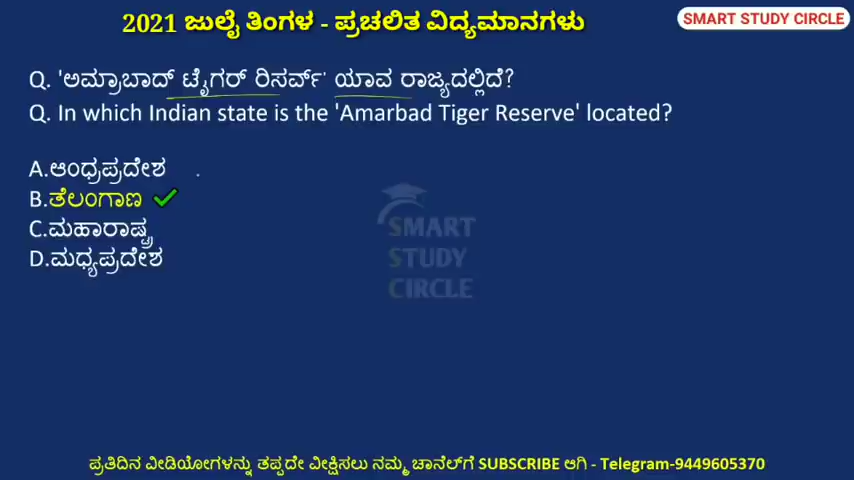 2021 ಜುಲೈ ತಿಂಗಳ - ಪ್ರಚಲಿತ ವಿದ್ಯಮಾನಗಳು
SMART STUDY CIRCLE
Q. 'ಅಮ್ರಾಬಾದ್ ಟೈಗರ್ ರಿಸರ್ವ್' ಯಾವ ರಾಜ್ಯದಲ್ಲಿದೆ?
Q. In which Indian state is the 'Amarbad Tiger Reserve' located?
A.ಆಂಧ್ರಪ್ರದೇಶ
B.ತೆಲಂಗಾಣ
C.ಮಹಾರಾಷ್ಟ್ರ
D.ಮಧ್ಯಪ್ರದೇಶ
SMART
STUDY
CIRCLE
ಪ್ರತಿದಿನ ವೀಡಿಯೋಗಳನ್ನು ತಪ್ಪದೇ ವೀಕ್ಷಿಸಲು ನಮ್ಮ ಚಾನೆಲ್‌ಗೆ SUBSCRIBE ಆಗಿ - Telegram-9449605370